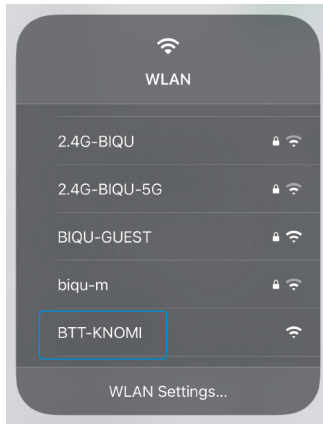 WLAN
2.4G-BIQU
2.4G-BIQU-5G
BIQU-GUEST
biqu-m
BTT-KNOMI
WLAN Settings...